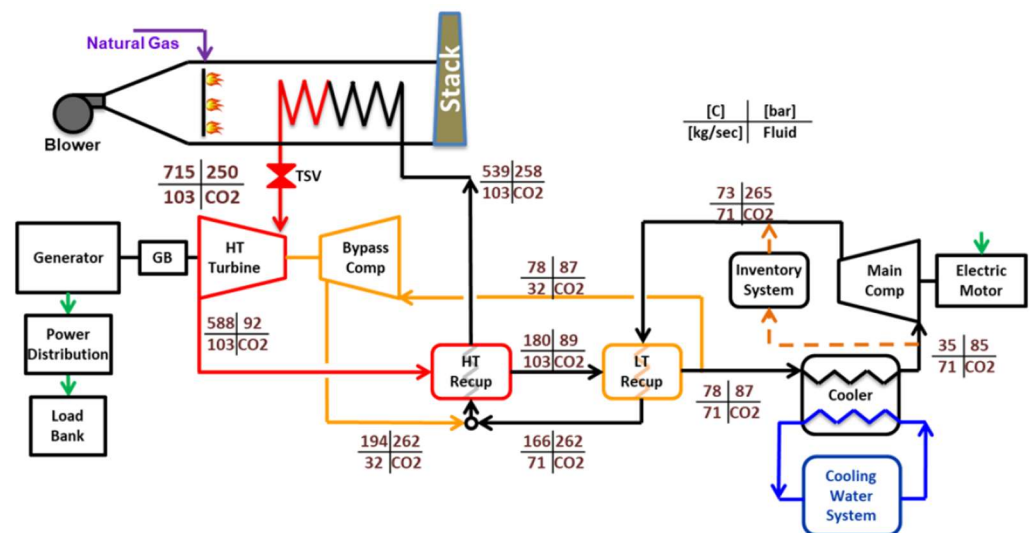 Natural Gas
Blower
Stack
[C] [bar]
[kg/sec] Fluid
715 250
103 CO2
TSV
539 258
103 CO2
73 265
71 CO2
Generator
GB
HT
Turbine
Bypass
Comp
78 87
32 CO2
Inventory
System
Main
Comp
Electric
Motor
Power
Distribution
588 92
103 CO2
HT
Recup
180 89
103 CO2
LT
Recup
78 87
71 CO2
Cooler
35 85
71 CO2
Load
Bank
194 262
32 CO2
166 262
71 CO2
Cooling
Water
System